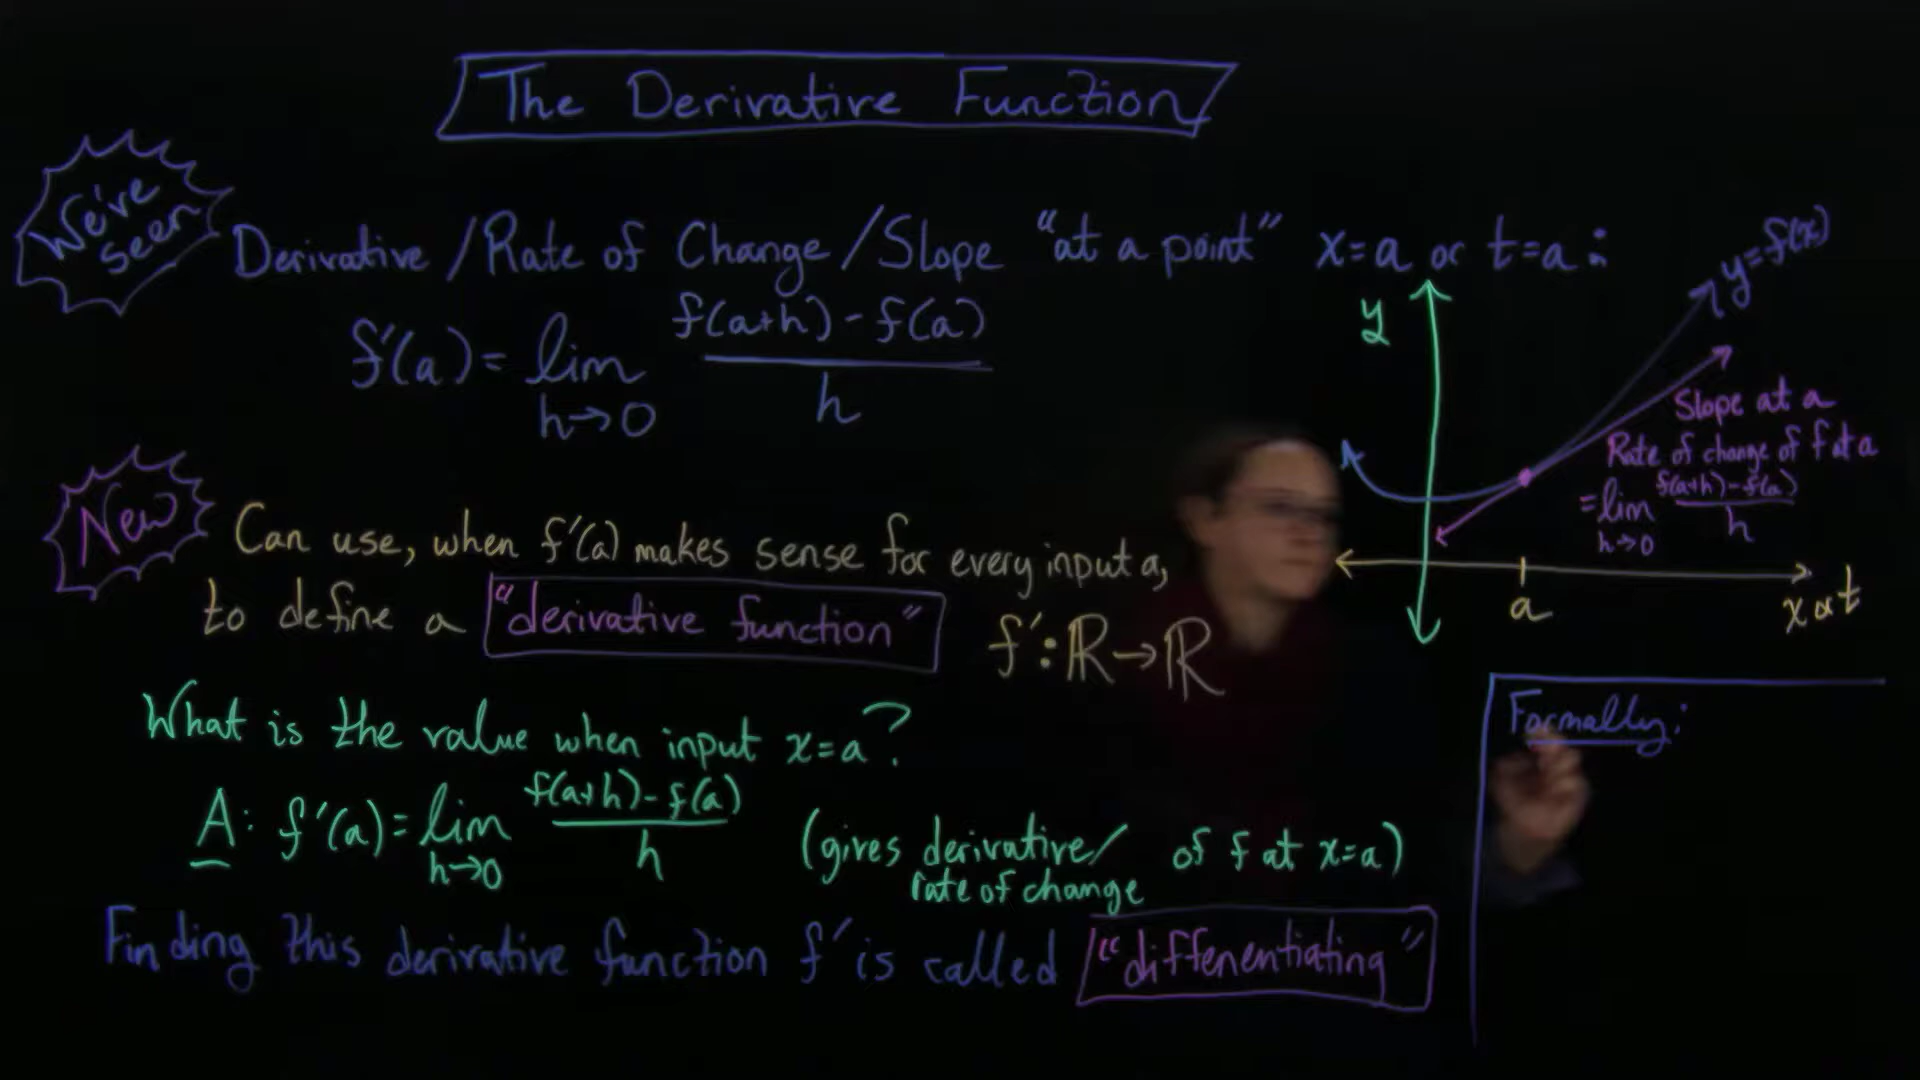 The Derivative Function
We've
seen
Derivative / Rate of Change / Slope "at a point" x=a or t=a:
f'(a) = lim h→0 f(a+h) - f(a) / h
y
y=f(x)
Slope at a
Rate of change of f at a
= lim h→0 f(a+h) - f(a) / h
a
x or t
New
Can use, when f'(a) makes sense for every input a,
to define a "derivative function" f': ℝ→ℝ
What is the value when input x=a?
A: f'(a) = lim h→0 f(a+h) - f(a) / h (gives derivative/ rate of change of f at x=a)
Finding this derivative function f' is called "diffenentiating"
Formally: